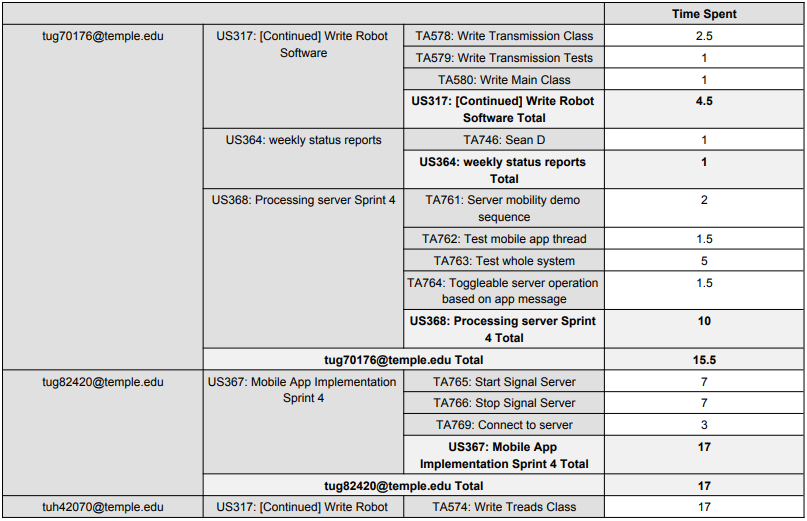 Time Spent
tug70176@temple.edu US317: [Continued] Write Robot TA578: Write Transmission Class 2.5
Software TA579: Write Transmission Tests 1
TA580: Write Main Class 1
US317: [Continued] Write Robot 4.5
Software Total
US364: weekly status reports TA746: Sean D 1
US364: weekly status reports 1
Total
US368: Processing server Sprint 4 TA761: Server mobility demo 2
sequence
TA762: Test mobile app thread 1.5
TA763: Test whole system 5
TA764: Toggleable server operation 1.5
based on app message
US368: Processing server Sprint 10
4 Total
tug70176@temple.edu Total 15.5
tug82420@temple.edu US367: Mobile App Implementation TA765: Start Signal Server 7
Sprint 4 TA766: Stop Signal Server 7
TA769: Connect to server 3
US367: Mobile App 17
Implementation Sprint 4 Total
tug82420@temple.edu Total 17
tuh42070@temple.edu US317: [Continued] Write Robot TA574: Write Treads Class 17